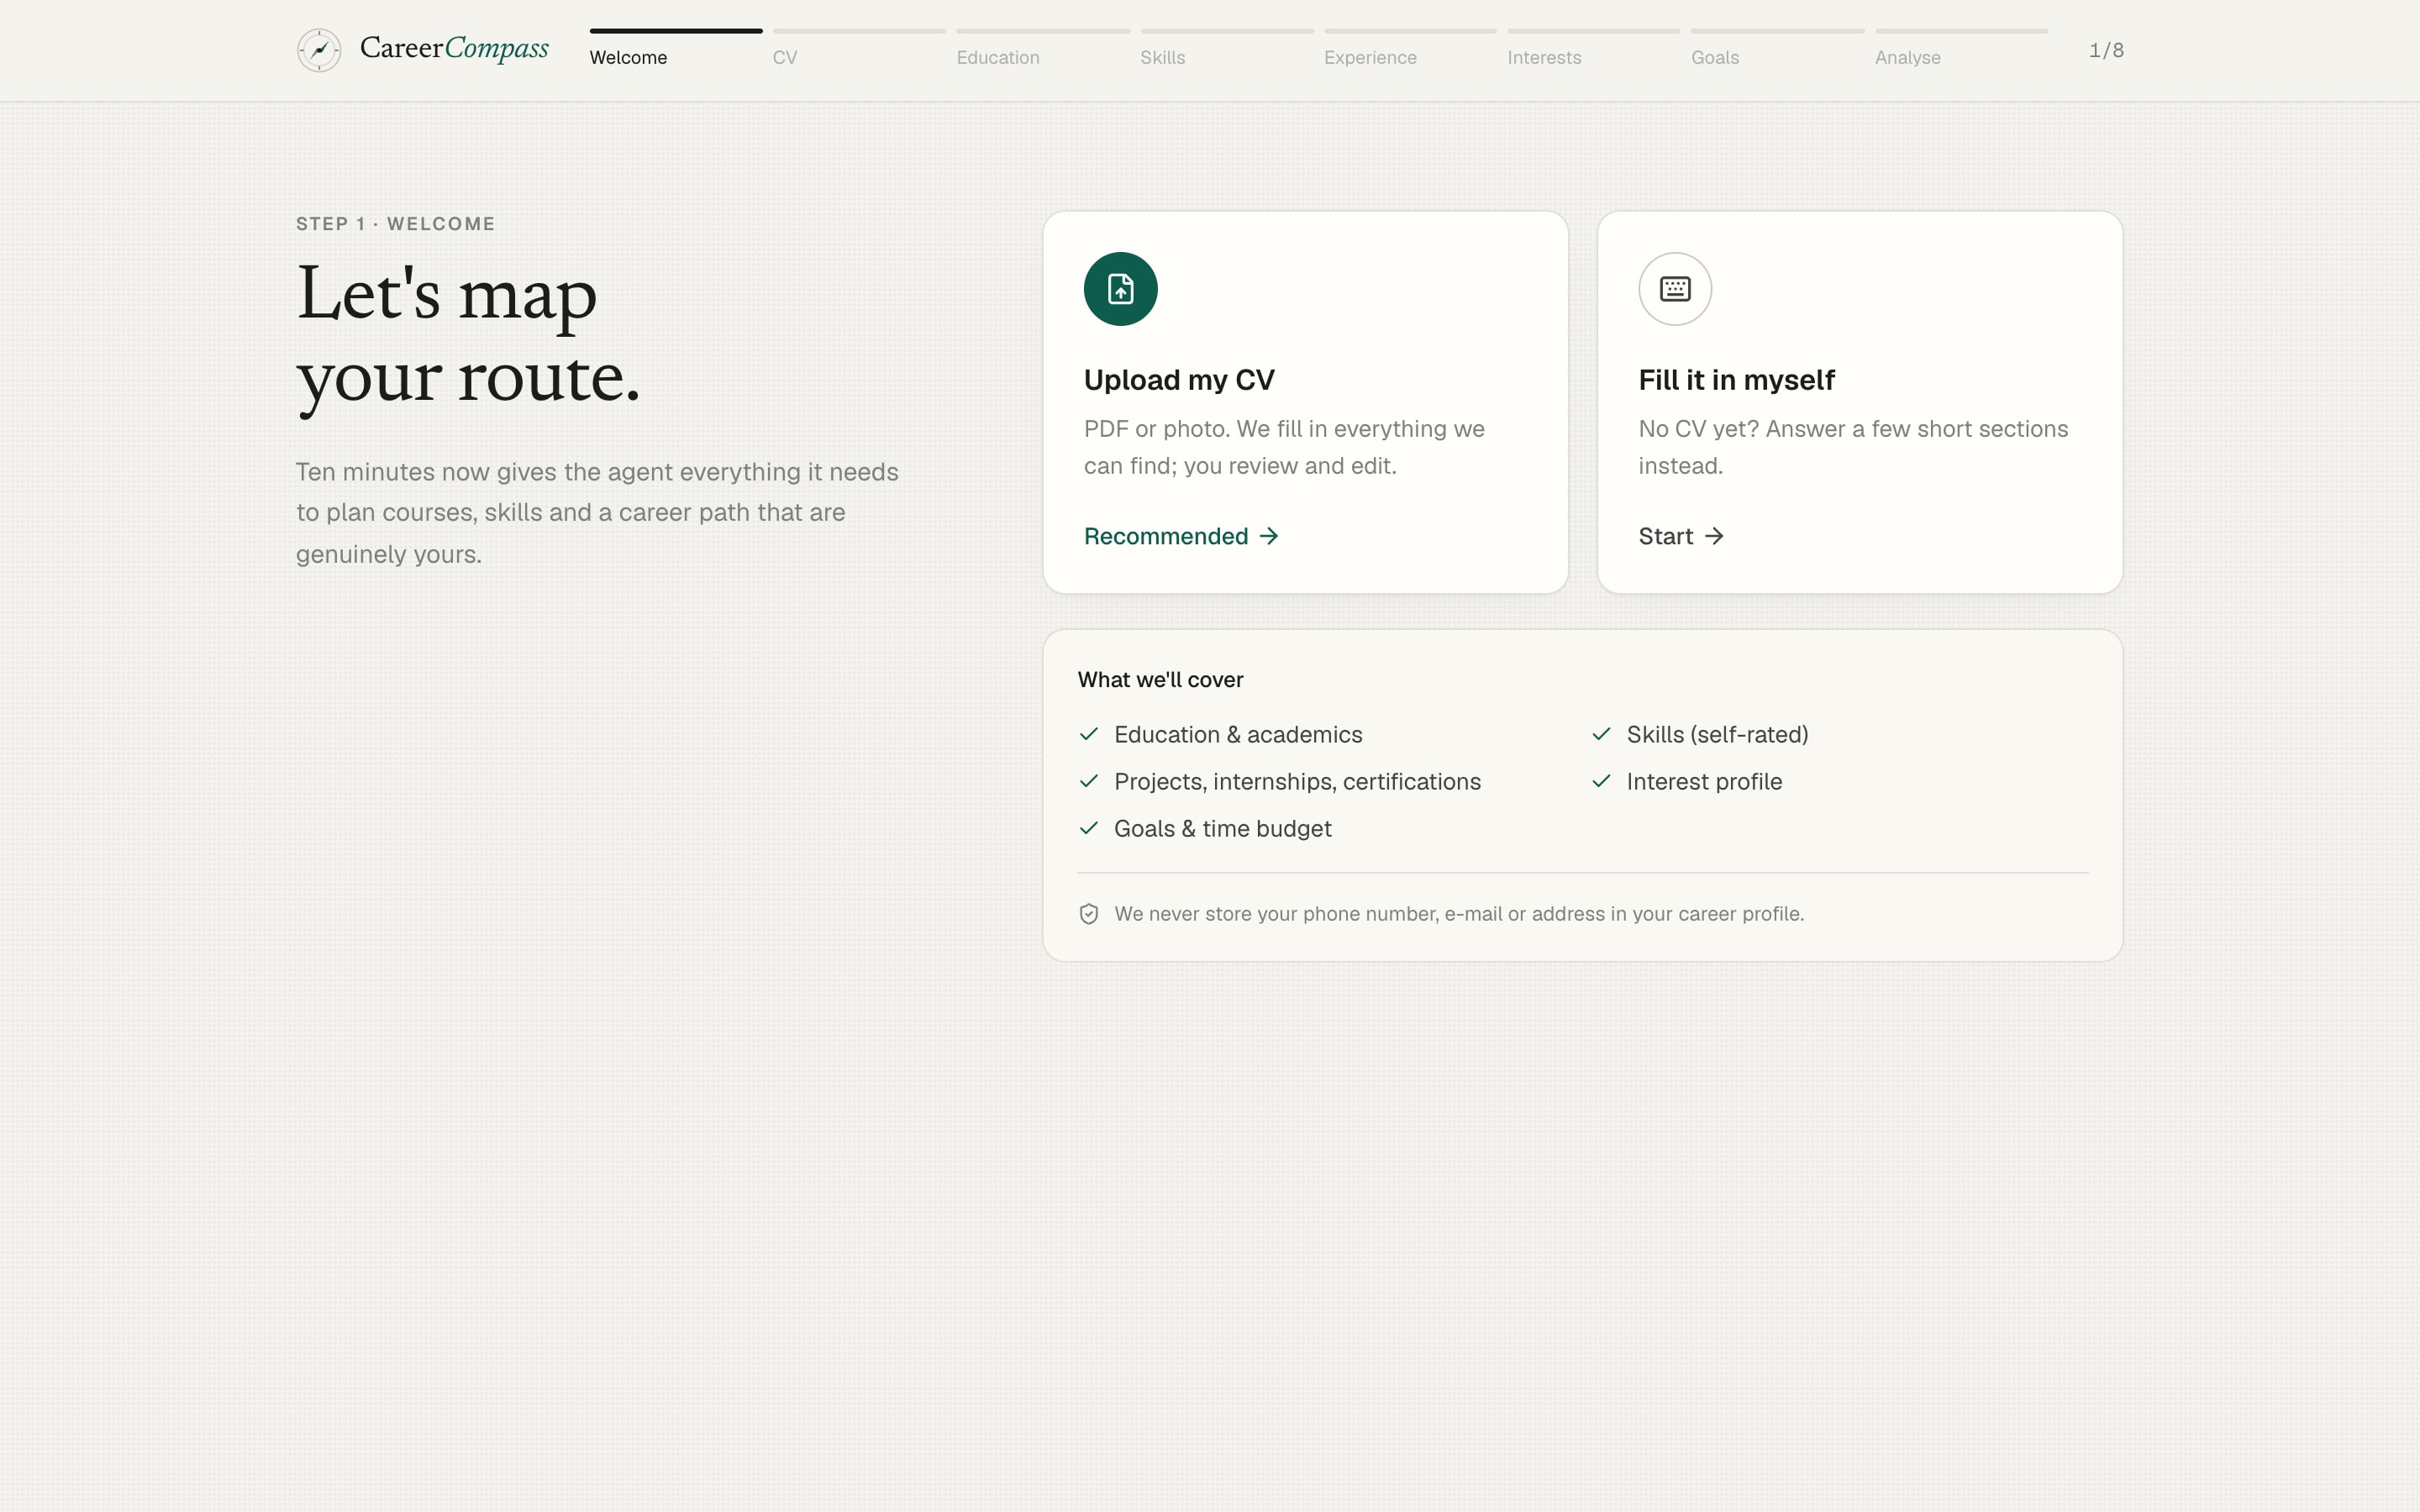 CareerCompass
Welcome
CV
Education
Skills
Experience
Interests
Goals
Analyse
1/8
STEP 1 · WELCOME
Let's map
your route.
Ten minutes now gives the agent everything it needs
to plan courses, skills and a career path that are
genuinely yours.
Upload my CV
PDF or photo. We fill in everything we
can find; you review and edit.
Recommended →
Fill it in myself
No CV yet? Answer a few short sections
instead.
Start →
What we'll cover
Education & academics
Skills (self-rated)
Projects, internships, certifications
Interest profile
Goals & time budget
We never store your phone number, e-mail or address in your career profile.